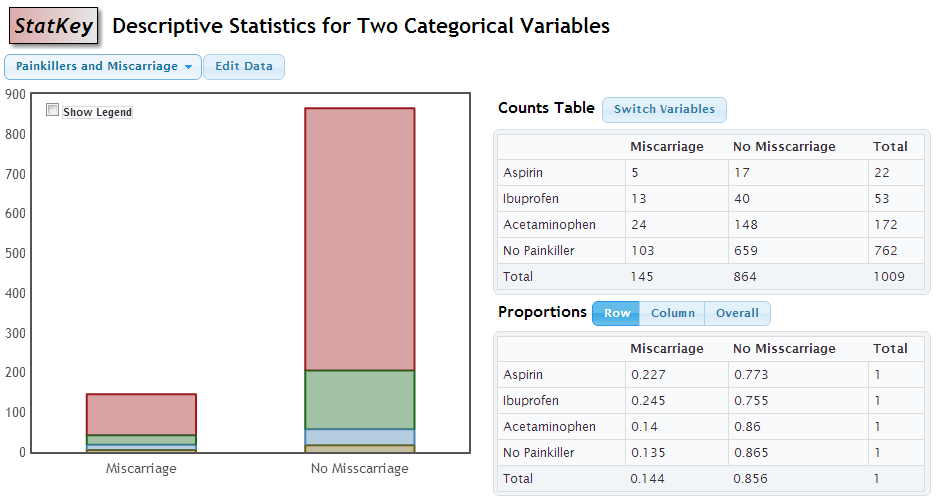 StatKey Descriptive Statistics for Two Categorical Variables
Painkillers and Miscarriage Edit Data
Show Legend
900
800
700
600
500
400
300
200
100
0
Miscarriage No Misscarriage
Counts Table Switch Variables
Miscarriage No Misscarriage Total
Aspirin 5 17 22
Ibuprofen 13 40 53
Acetaminophen 24 148 172
No Painkiller 103 659 762
Total 145 864 1009
Proportions Row Column Overall
Miscarriage No Misscarriage Total
Aspirin 0.227 0.773 1
Ibuprofen 0.245 0.755 1
Acetaminophen 0.14 0.86 1
No Painkiller 0.135 0.865 1
Total 0.144 0.856 1